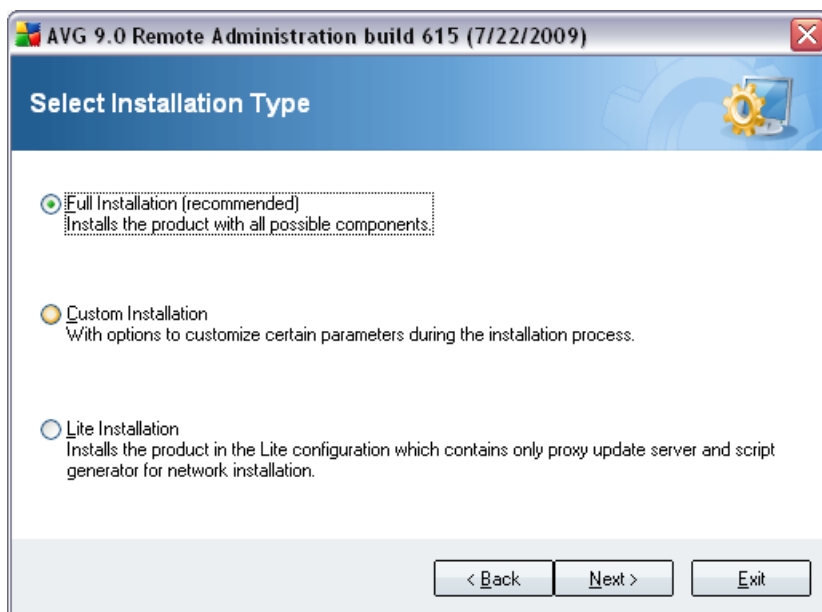 AVG 9.0 Remote Administration build 615 (7/22/2009)
Select Installation Type
Full Installation (recommended)
Installs the product with all possible components.
Custom Installation
With options to customize certain parameters during the installation process.
Lite Installation
Installs the product in the Lite configuration which contains only proxy update server and script
generator for network installation.
< Back
Next >
Exit